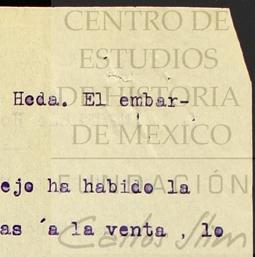 CENTRO DE
ESTUDIOS
Heda. El embar-
DE HISTORIA
DE MEXICO
ejo ha habido la
FUNDACIÓN
as ´a la venta , lo
Carlos Slim